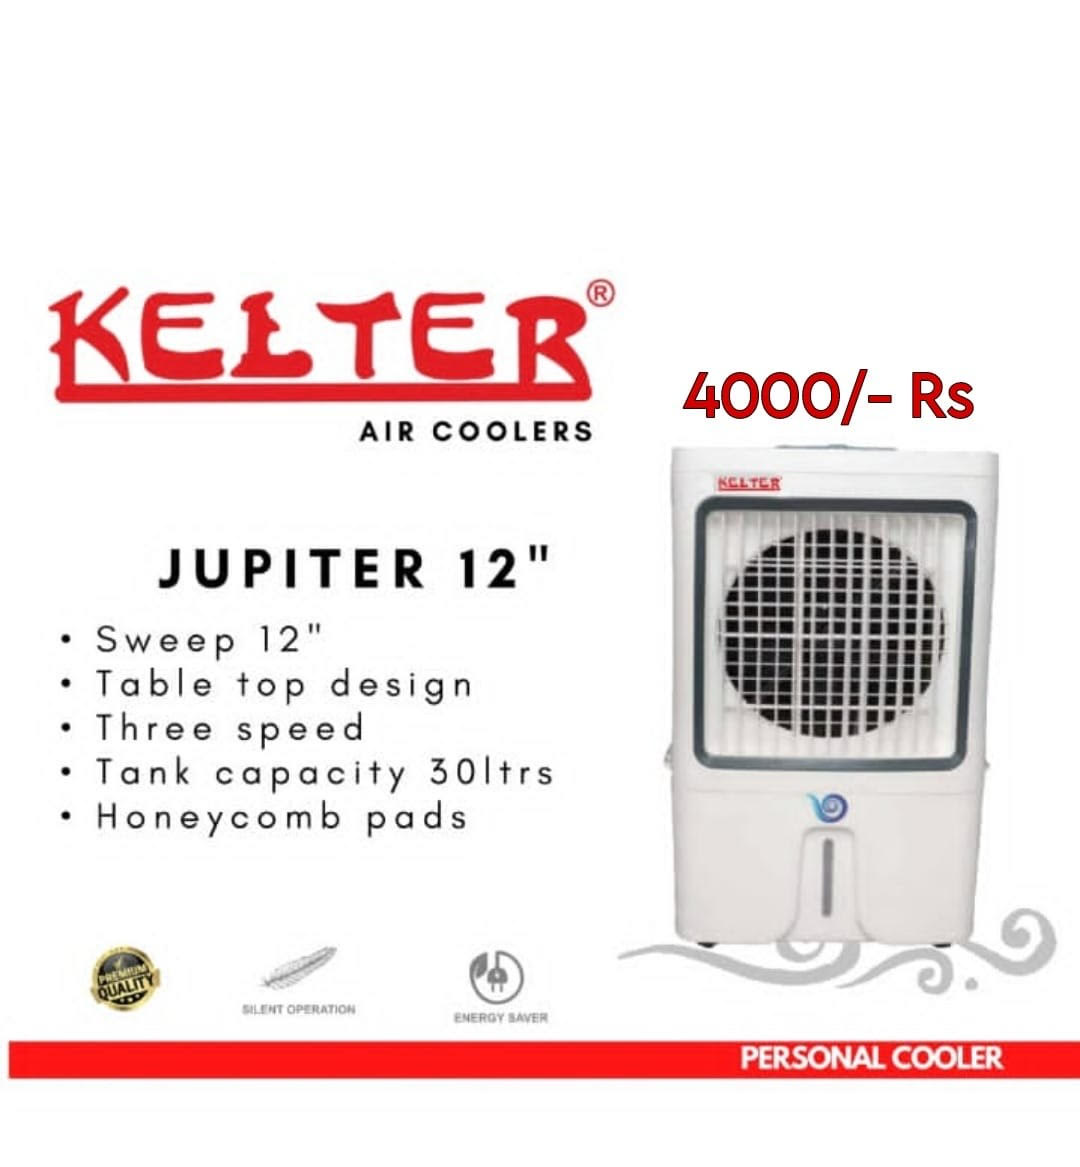 KELTER®
AIR COOLERS
4000/- Rs
KELTER
JUPITER 12"
• Sweep 12"
• Table top design
• Three speed
• Tank capacity 30ltrs
• Honeycomb pads
PREMIUM
QUALITY
SILENT OPERATION
ENERGY SAVER
PERSONAL COOLER